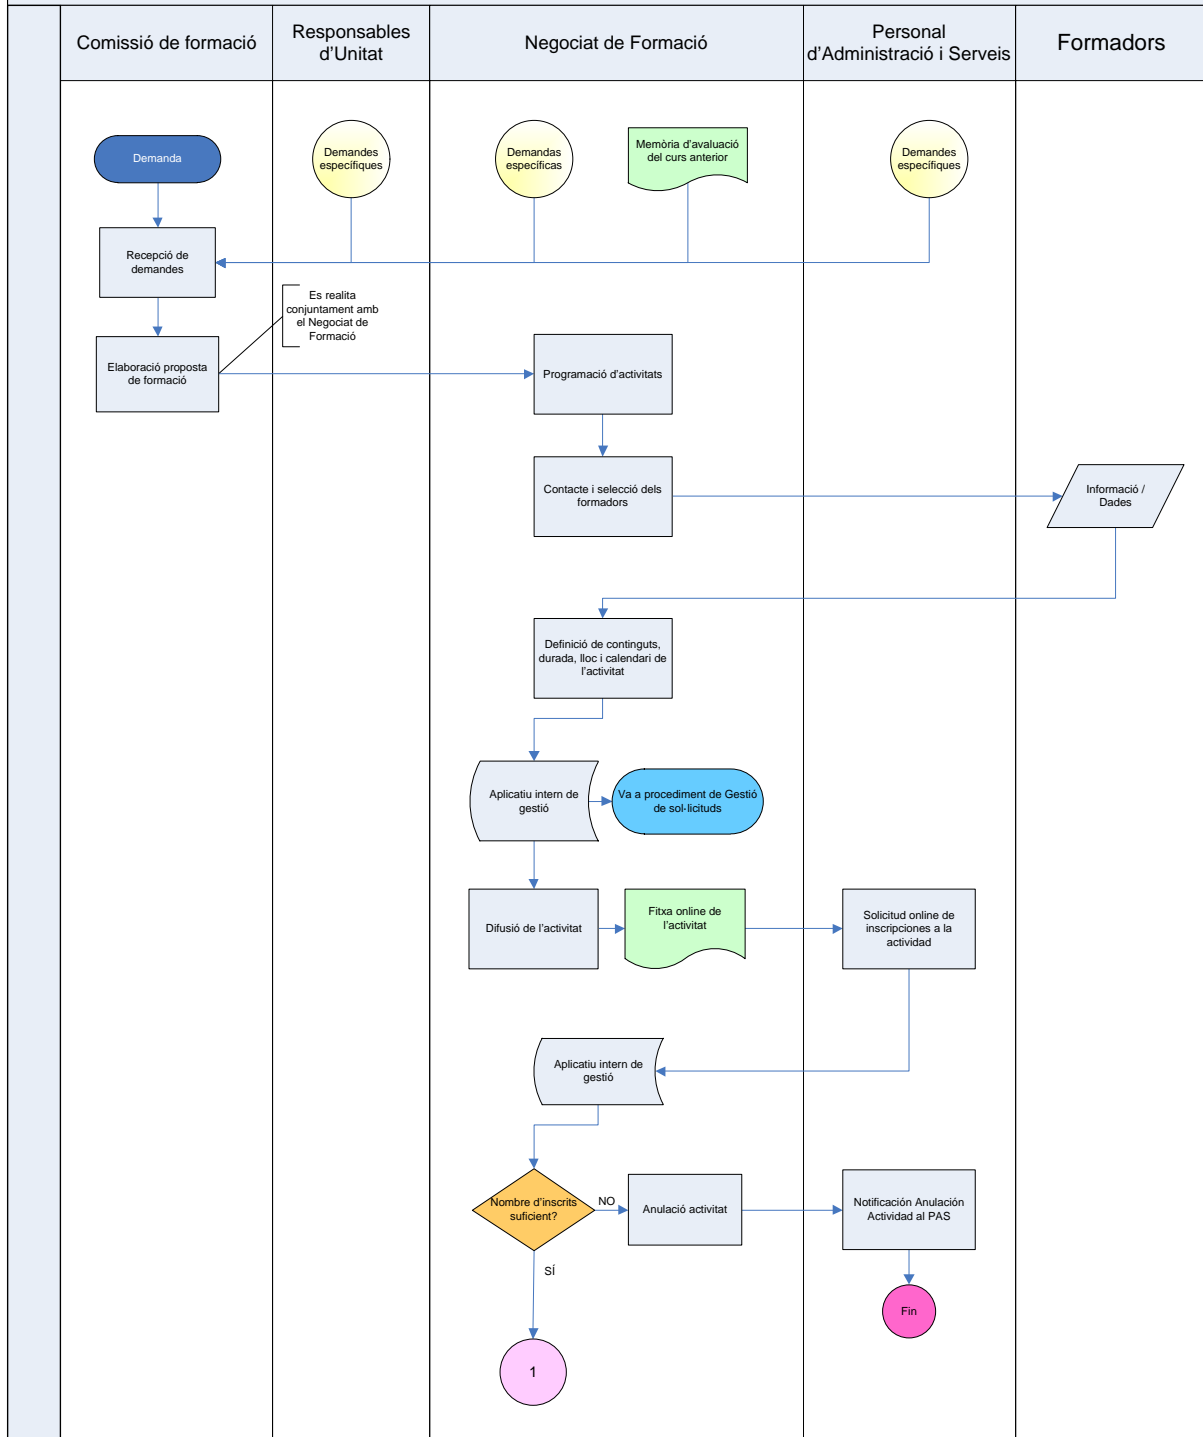 Comissió de formació
Responsables
d'Unitat
Negociat de Formació
Personal
d'Administració i Serveis
Formadors
Demanda
Demandes
específiques
Demandas
específicas
Memòria d'avaluació
del curs anterior
Demandes
específiques
Recepció de
demandes
Es realita
conjuntament amb
el Negociat de
Formació
Elaboració proposta
de formació
Programació d'activitats
Contacte i selecció dels
formadors
Informació /
Dades
Definició de continguts,
durada, lloc i calendari de
l'activitat
Aplicatiu intern de
gestió
Va a procediment de Gestió
de sol·licituds
Difusió de l'activitat
Fitxa online de
l'activitat
Solicitud online de
inscripciones a la
actividad
Aplicatiu intern de
gestió
Nombre d'inscrits
suficient?
NO
Anulació activitat
Notificación Anulación
Actividad al PAS
SÍ
Fin
1